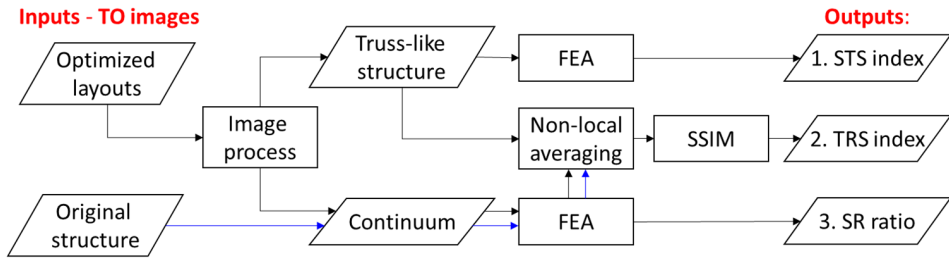 Inputs - TO images
Outputs:
Optimized
layouts
Truss-like
structure
FEA
1. STS index
Image
process
Non-local
averaging
SSIM
2. TRS index
Original
structure
Continuum
FEA
3. SR ratio